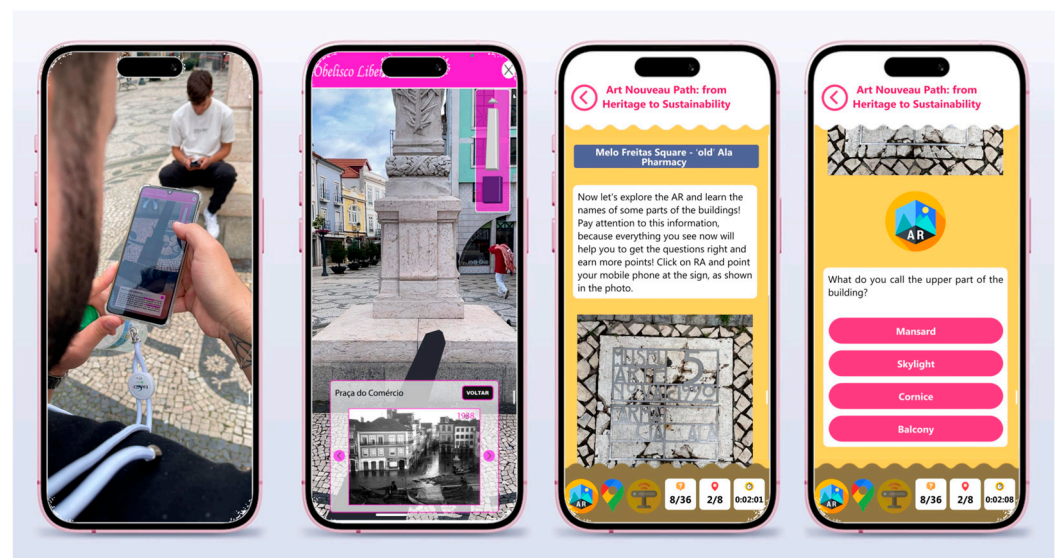 Obelisco
Praça do Comércio
VOLTAR
Art Nouveau Path: from
Heritage to Sustainability
Melo Freitas Square - 'old' Ala
Pharmacy
Now let's explore the AR and learn the
names of some parts of the buildings!
Pay attention to this information,
because everything you see now will
help you to get the questions right and
earn more points! Click on RA and point
your mobile phone at the sign, as shown
in the photo.
MUSEU
ARTE
5
ALA
AR
8/36
2/8
0:02:01
Art Nouveau Path: from
Heritage to Sustainability
AR
What do you call the upper part of the
building?
Mansard
Skylight
Cornice
Balcony
AR
8/36
2/8
0:02:08